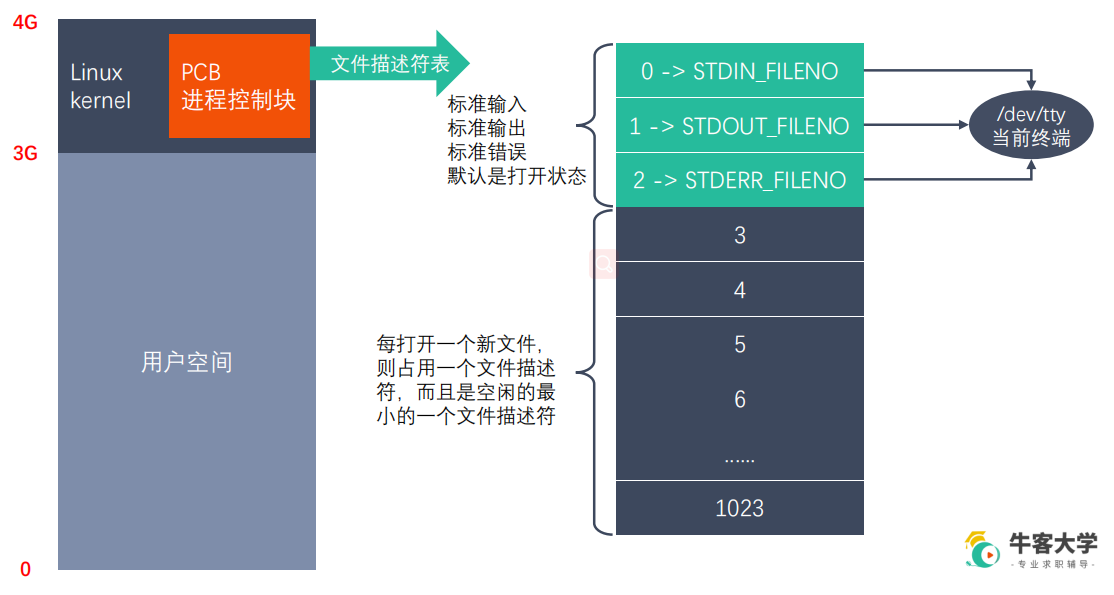 4G
Linux
kernel
PCB
进程控制块
文件描述符表
3G
用户空间
0
标准输入
标准输出
标准错误
默认是打开状态
每打开一个新文件,
则占用一个文件描述
符，而且是空闲的最
小的一个文件描述符
0 -> STDIN_FILENO
1 -> STDOUT_FILENO
2 -> STDERR_FILENO
3
4
5
6
......
1023
/dev/tty
当前终端
牛客大学
- 专业求职辅导 -